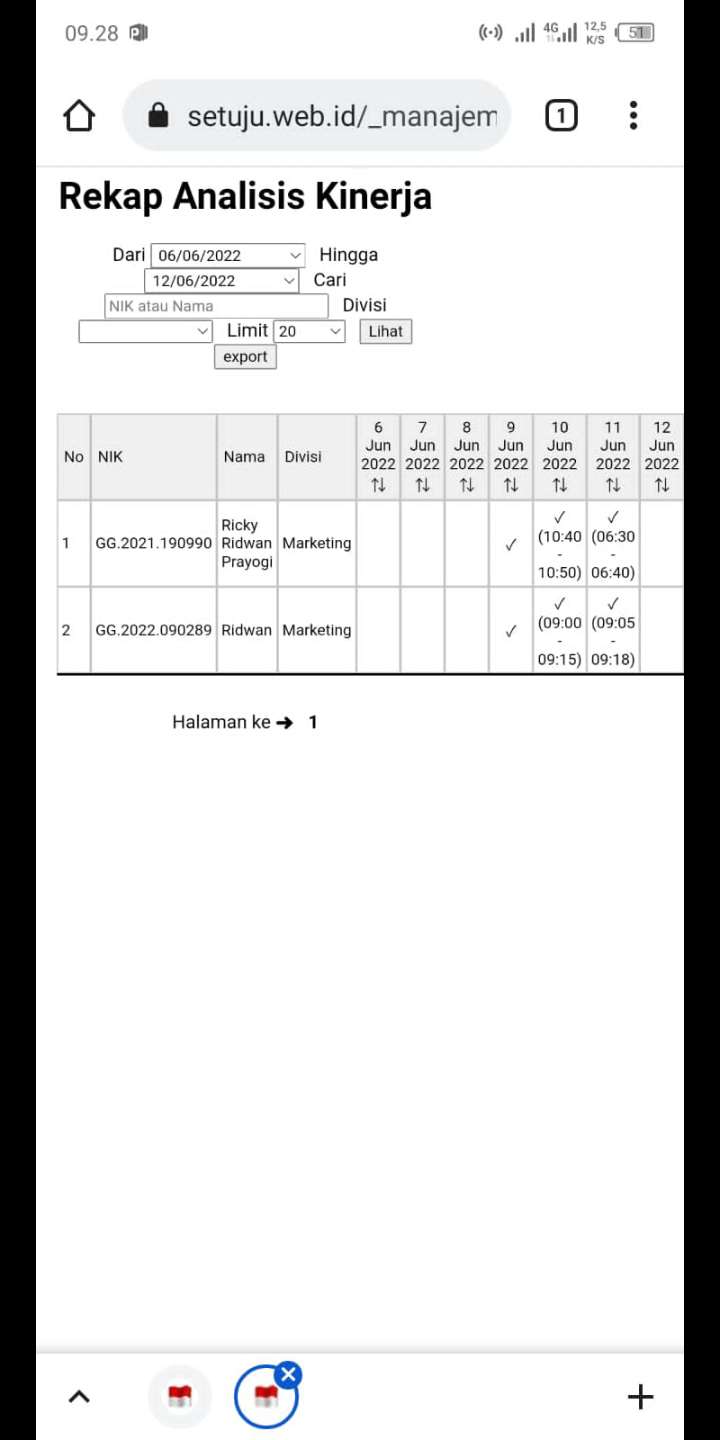 09.28
4G 12,5 K/S 51
setuju.web.id/_manajem
1
Rekap Analisis Kinerja
Dari 06/06/2022 Hingga
12/06/2022 Cari
NIK atau Nama Divisi
Limit 20 Lihat
export
No NIK Nama Divisi 6 Jun 2022 ↑↓ 7 Jun 2022 ↑↓ 8 Jun 2022 ↑↓ 9 Jun 2022 ↑↓ 10 Jun 2022 ↑↓ 11 Jun 2022 ↑↓ 12 Jun 2022 ↑↓
1 GG.2021.190990 Ricky Ridwan Prayogi Marketing ✓ ✓ (10:40 - 10:50) ✓ (06:30 - 06:40)
2 GG.2022.090289 Ridwan Marketing ✓ ✓ (09:00 - 09:15) ✓ (09:05 - 09:18)
Halaman ke ➔ 1